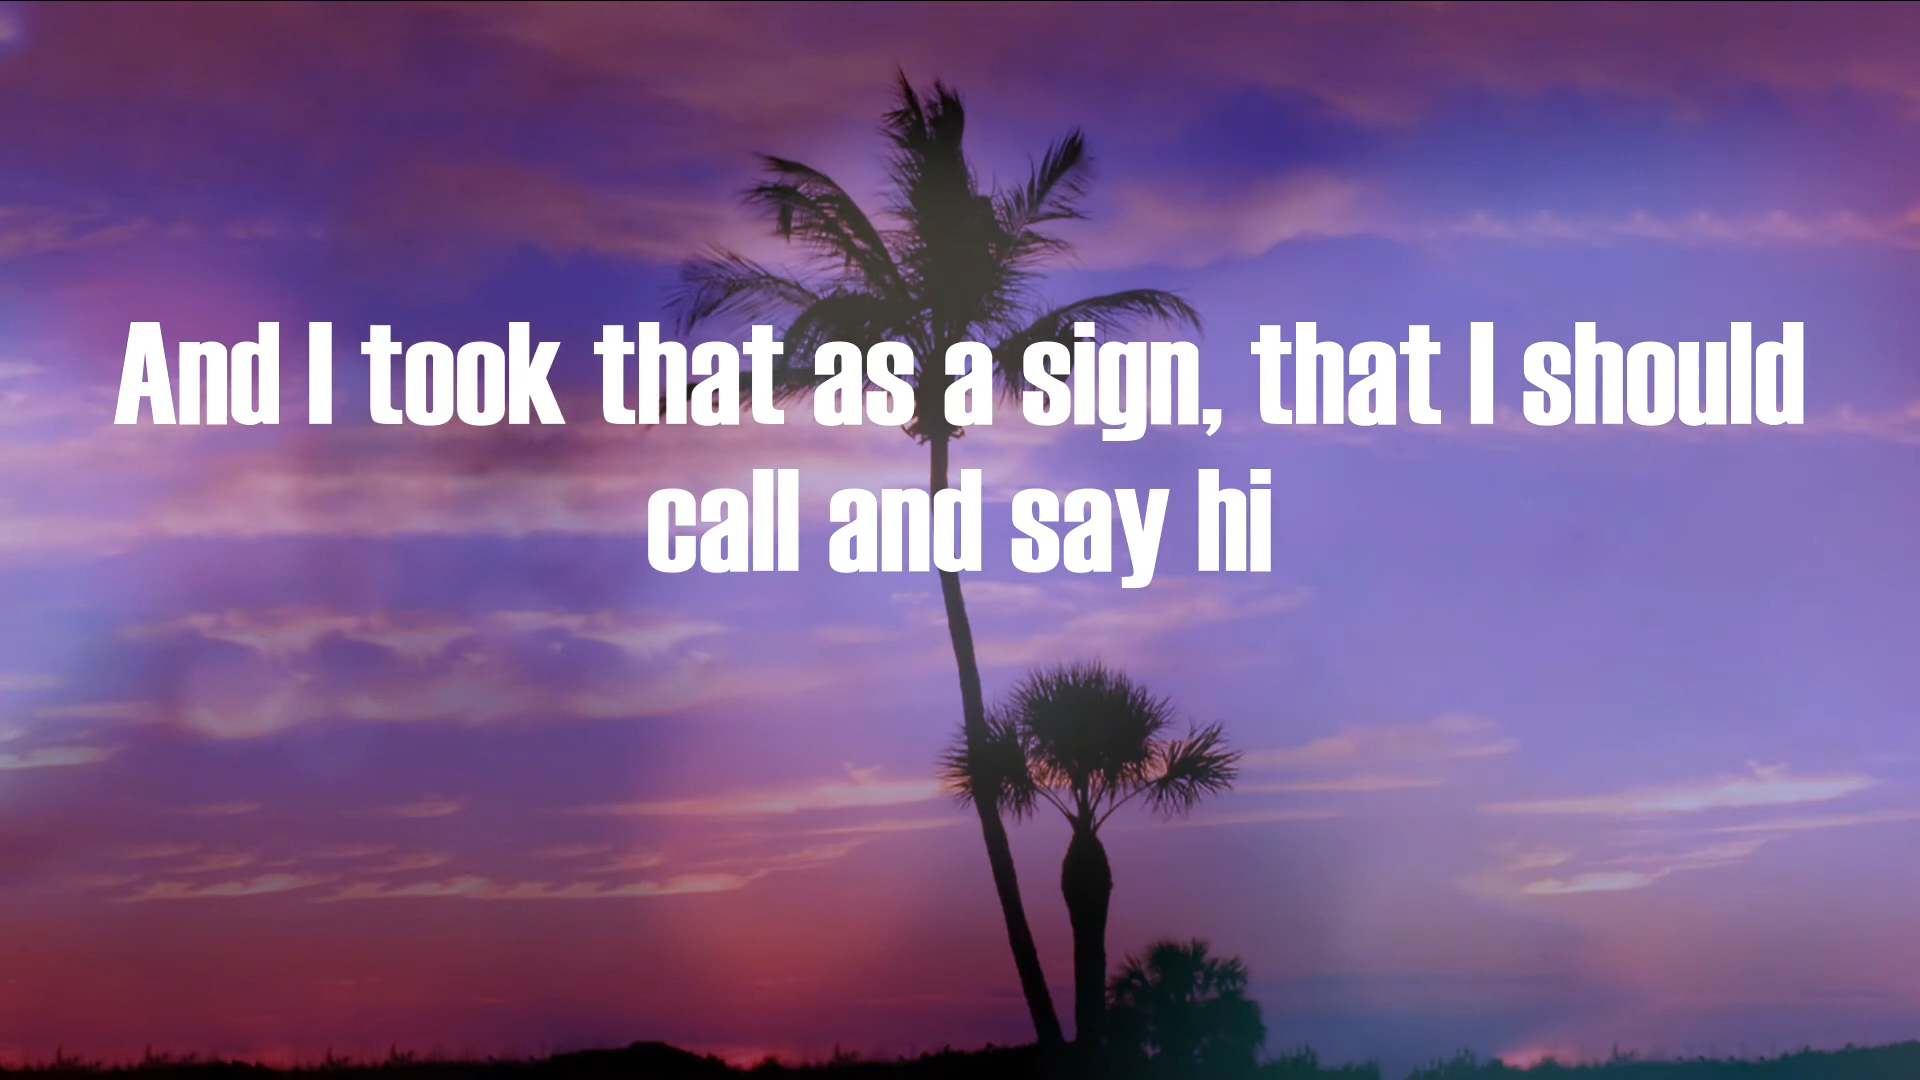 And I took that as a sign, that I should
call and say hi